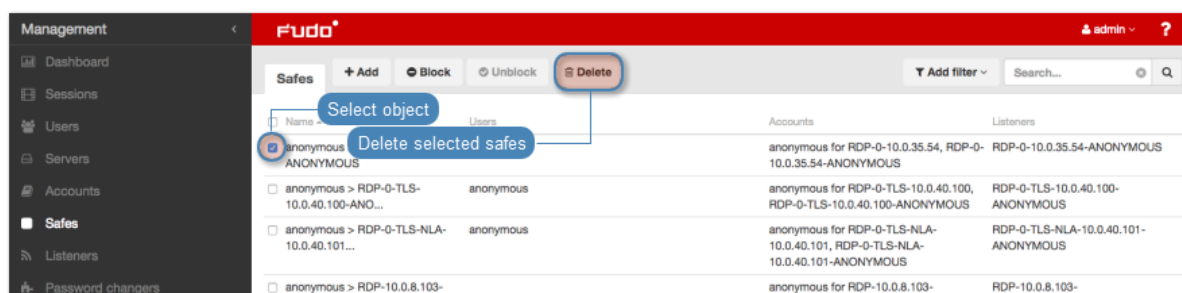 Management
FUDO
admin
?
Dashboard
Sessions
Users
Servers
Accounts
Safes
Listeners
Password changers
Safes
+ Add
Block
Unblock
Delete
Add filter
Search...
Select object
Delete selected safes
Name
Users
Accounts
Listeners
anonymous
ANONYMOUS
anonymous for RDP-0-10.0.35.54, RDP-0-
10.0.35.54-ANONYMOUS
RDP-0-10.0.35.54-ANONYMOUS
anonymous > RDP-0-TLS-
10.0.40.100-ANO...
anonymous
anonymous for RDP-0-TLS-10.0.40.100,
RDP-0-TLS-10.0.40.100-ANONYMOUS
RDP-0-TLS-10.0.40.100-
ANONYMOUS
anonymous > RDP-0-TLS-NLA-
10.0.40.101...
anonymous
anonymous for RDP-0-TLS-NLA-
10.0.40.101, RDP-0-TLS-NLA-
10.0.40.101-ANONYMOUS
RDP-0-TLS-NLA-10.0.40.101-
ANONYMOUS
anonymous > RDP-10.0.8.103-
anonymous for RDP-10.0.8.103-
RDP-10.0.8.103-